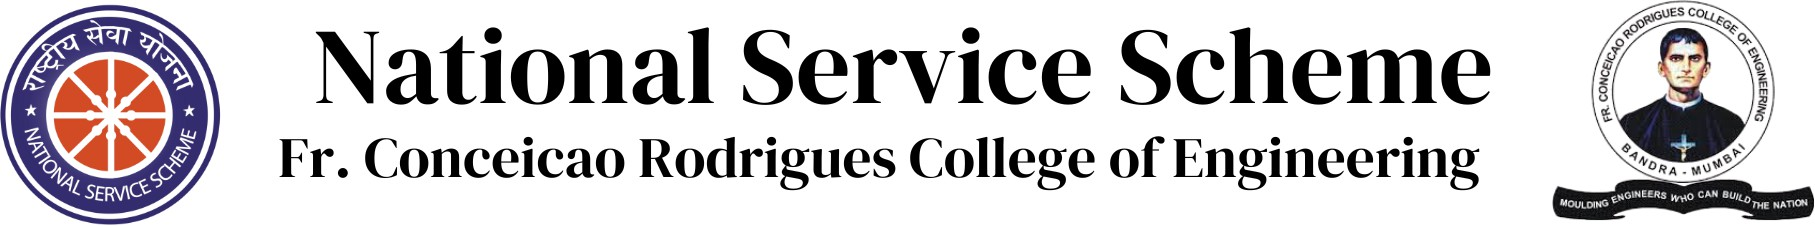 राष्ट्रीय सेवा योजना
NATIONAL SERVICE SCHEME
National Service Scheme
Fr. Conceicao Rodrigues College of Engineering
FR. CONCEICAO RODRIGUES COLLEGE OF ENGINEERING
BANDRA - MUMBAI
MOULDING ENGINEERS WHO CAN BUILD THE NATION